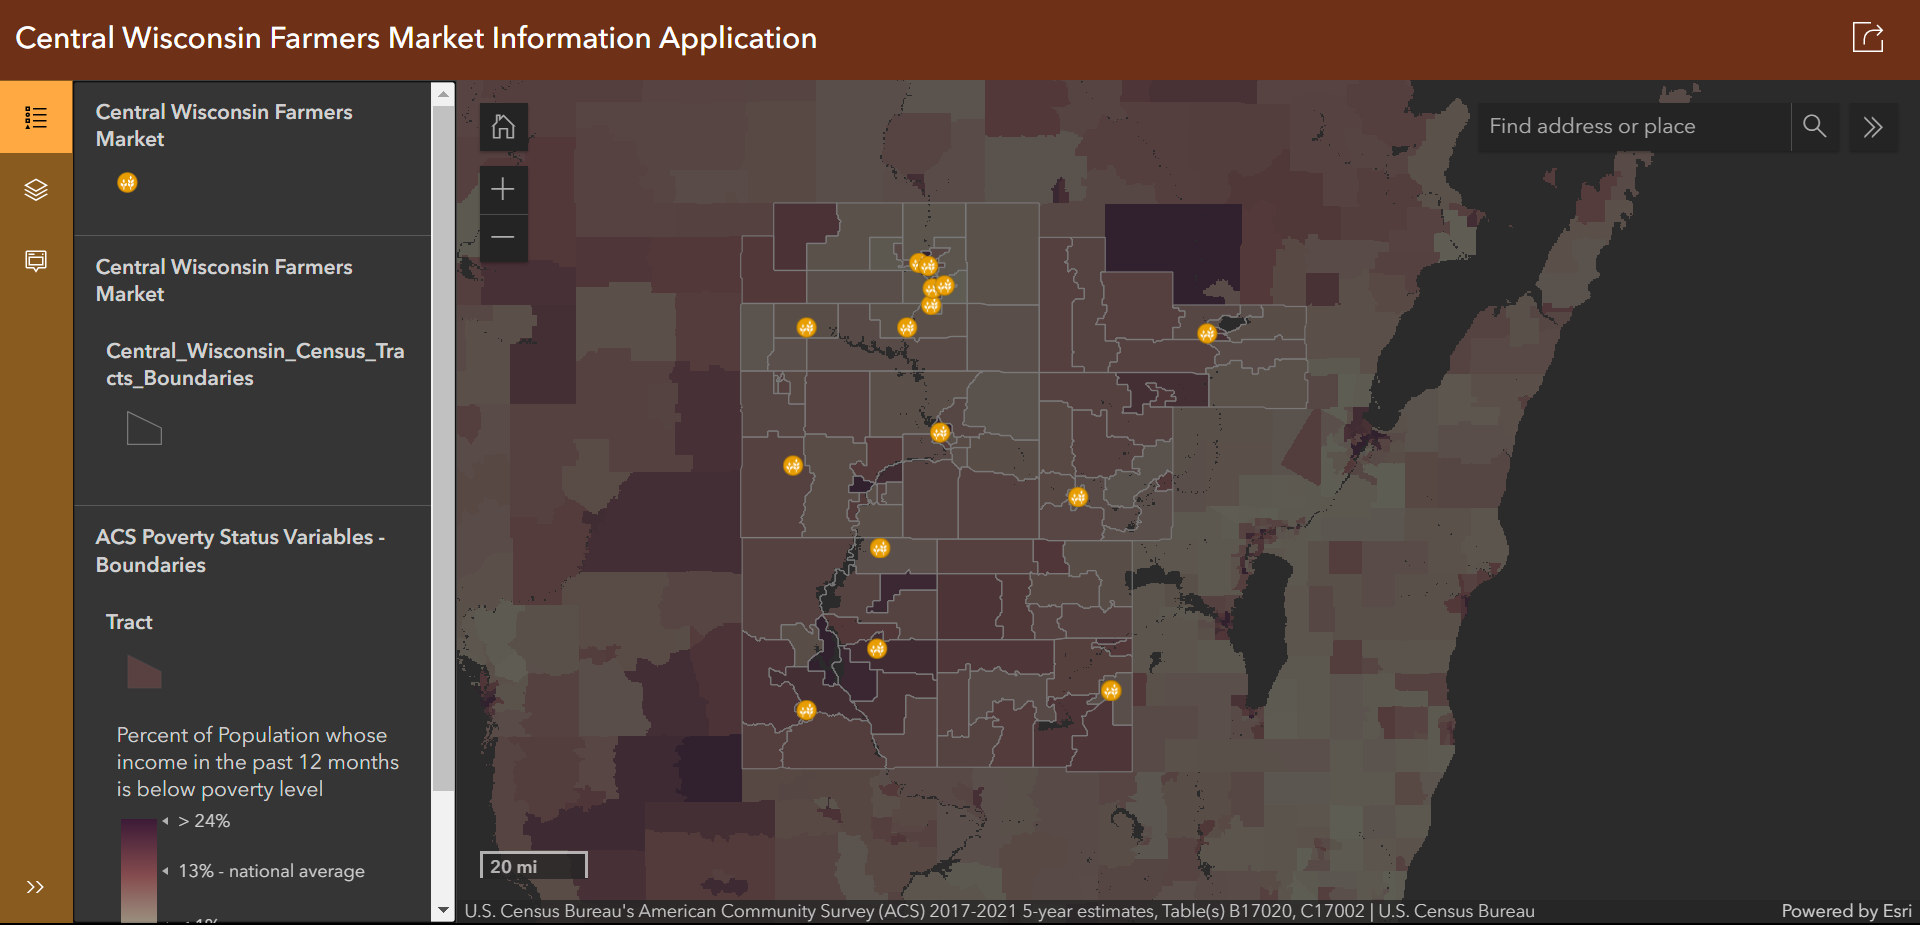 Central Wisconsin Farmers Market Information Application
Central Wisconsin Farmers
Market
Central Wisconsin Farmers
Market
Central_Wisconsin_Census_Tra
cts_Boundaries
ACS Poverty Status Variables -
Boundaries
Tract
Percent of Population whose
income in the past 12 months
is below poverty level
> 24%
13% - national average
Find address or place
20 mi
U.S. Census Bureau's American Community Survey (ACS) 2017-2021 5-year estimates, Table(s) B17020, C17002 | U.S. Census Bureau
Powered by Esri